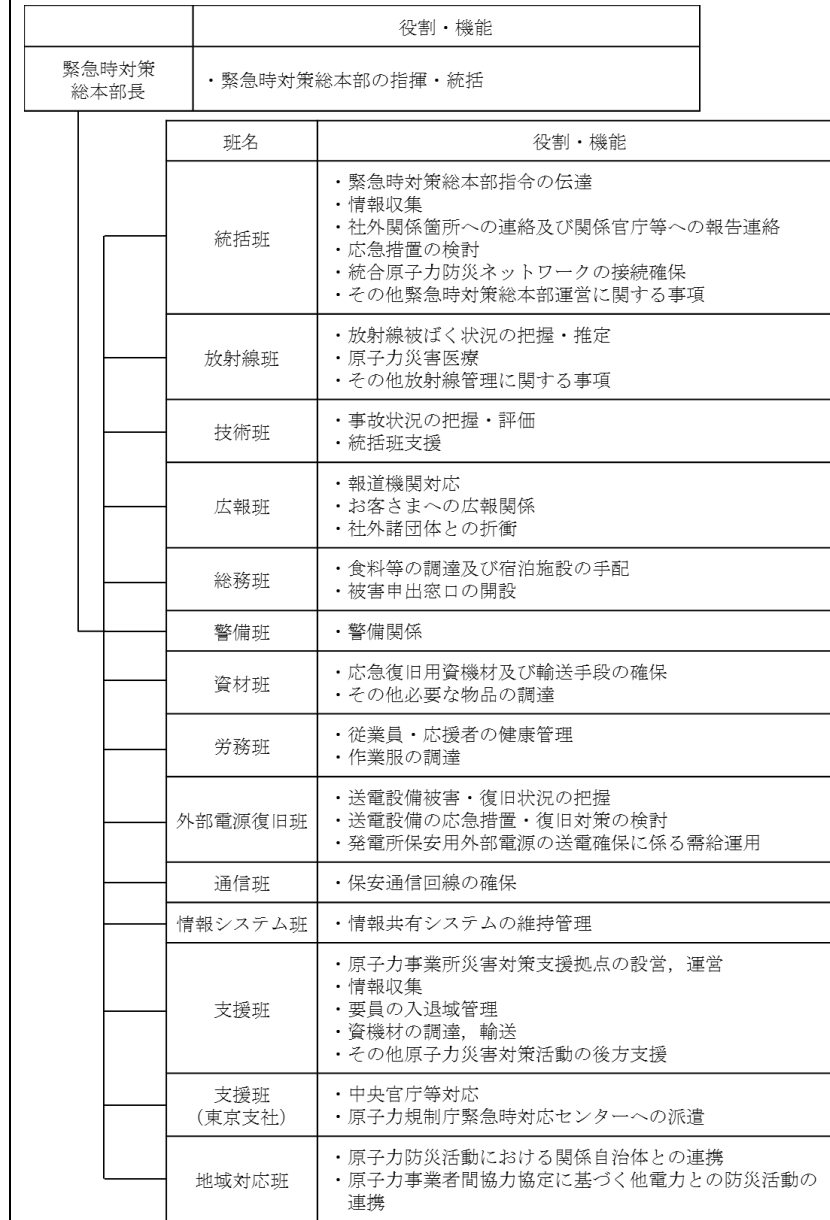 役割・機能
緊急時対策
総本部長
・緊急時対策総本部の指揮・統括
班名
役割・機能
統括班
・緊急時対策総本部指令の伝達
・情報収集
・社外関係箇所への連絡及び関係官庁等への報告連絡
・応急措置の検討
・統合原子力防災ネットワークの接続確保
・その他緊急時対策総本部運営に関する事項
放射線班
・放射線被ばく状況の把握・推定
・原子力災害医療
・その他放射線管理に関する事項
技術班
・事故状況の把握・評価
・統括班支援
広報班
・報道機関対応
・お客さまへの広報関係
・社外諸団体との折衝
総務班
・食料等の調達及び宿泊施設の手配
・被害申出窓口の開設
警備班
・警備関係
資材班
・応急復旧用資機材及び輸送手段の確保
・その他必要な物品の調達
労務班
・従業員・応援者の健康管理
・作業服の調達
外部電源復旧班
・送電設備被害・復旧状況の把握
・送電設備の応急措置・復旧対策の検討
・発電所保安用外部電源の送電確保に係る需給運用
通信班
・保安通信回線の確保
情報システム班
・情報共有システムの維持管理
支援班
・原子力事業所災害対策支援拠点の設営，運営
・情報収集
・要員の入退域管理
・資機材の調達，輸送
・その他原子力災害対策活動の後方支援
支援班
(東京支社)
・中央官庁等対応
・原子力規制庁緊急時対応センターへの派遣
地域対応班
・原子力防災活動における関係自治体との連携
・原子力事業者間協力協定に基づく他電力との防災活動の
連携